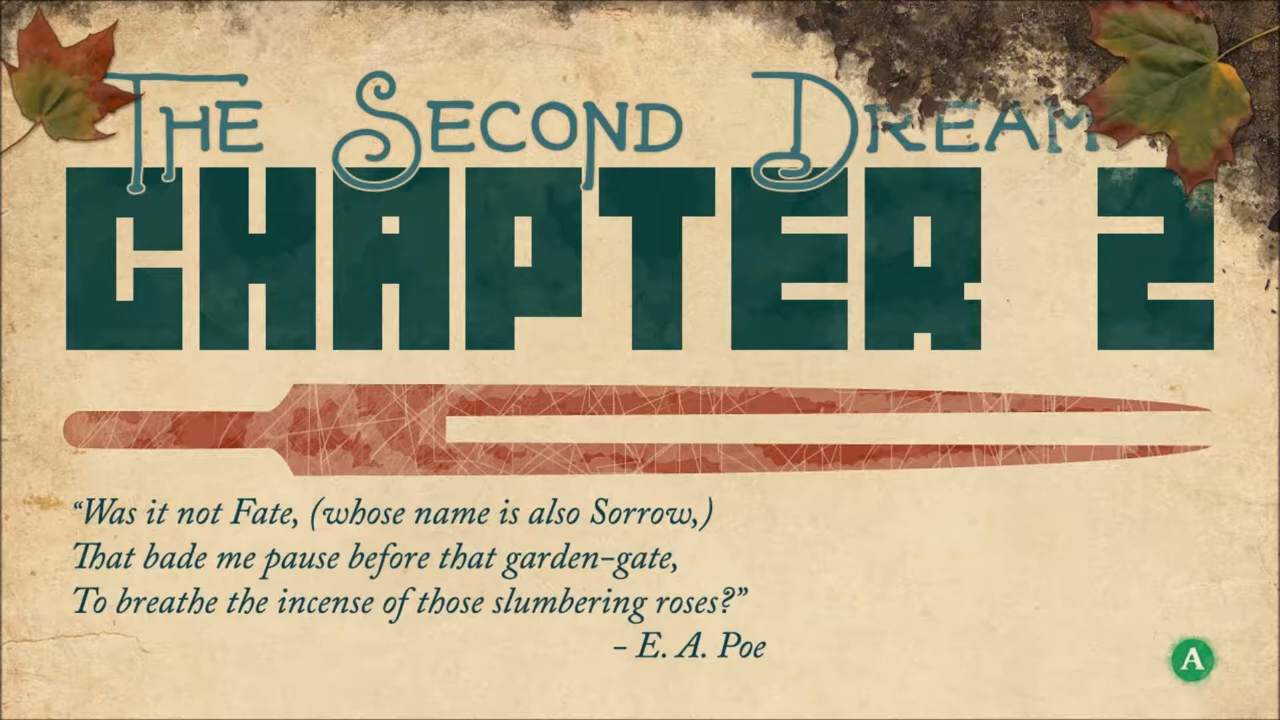 The Second Dream
CHAPTER 2
“Was it not Fate, (whose name is also Sorrow,)
That bade me pause before that garden-gate,
To breathe the incense of those slumbering roses?”
- E. A. Poe
A